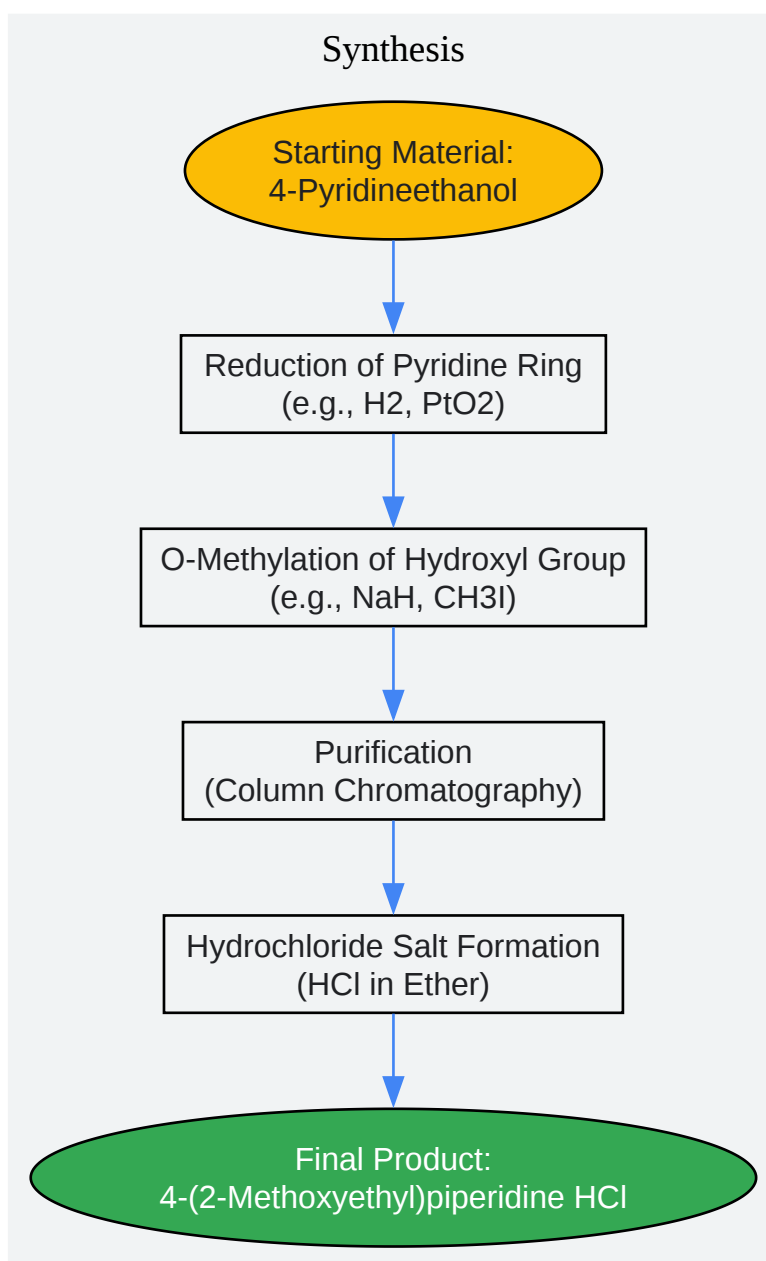 Synthesis
Starting Material:
4-Pyridineethanol
Reduction of Pyridine Ring
(e.g., H2, PtO2)
O-Methylation of Hydroxyl Group
(e.g., NaH, CH3I)
Purification
(Column Chromatography)
Hydrochloride Salt Formation
(HCl in Ether)
Final Product:
4-(2-Methoxyethyl)piperidine HCl